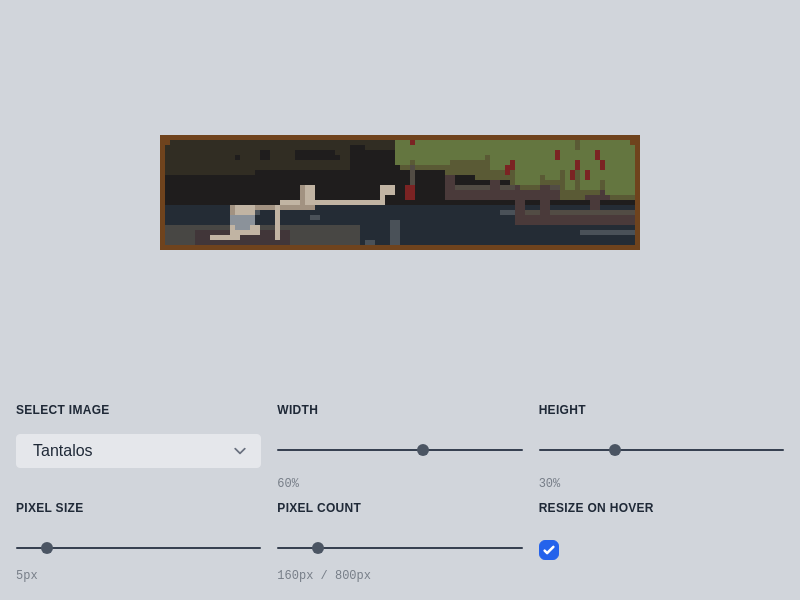 SELECT IMAGE
Tantalos
WIDTH
60%
HEIGHT
30%
PIXEL SIZE
5px
PIXEL COUNT
160px / 800px
RESIZE ON HOVER